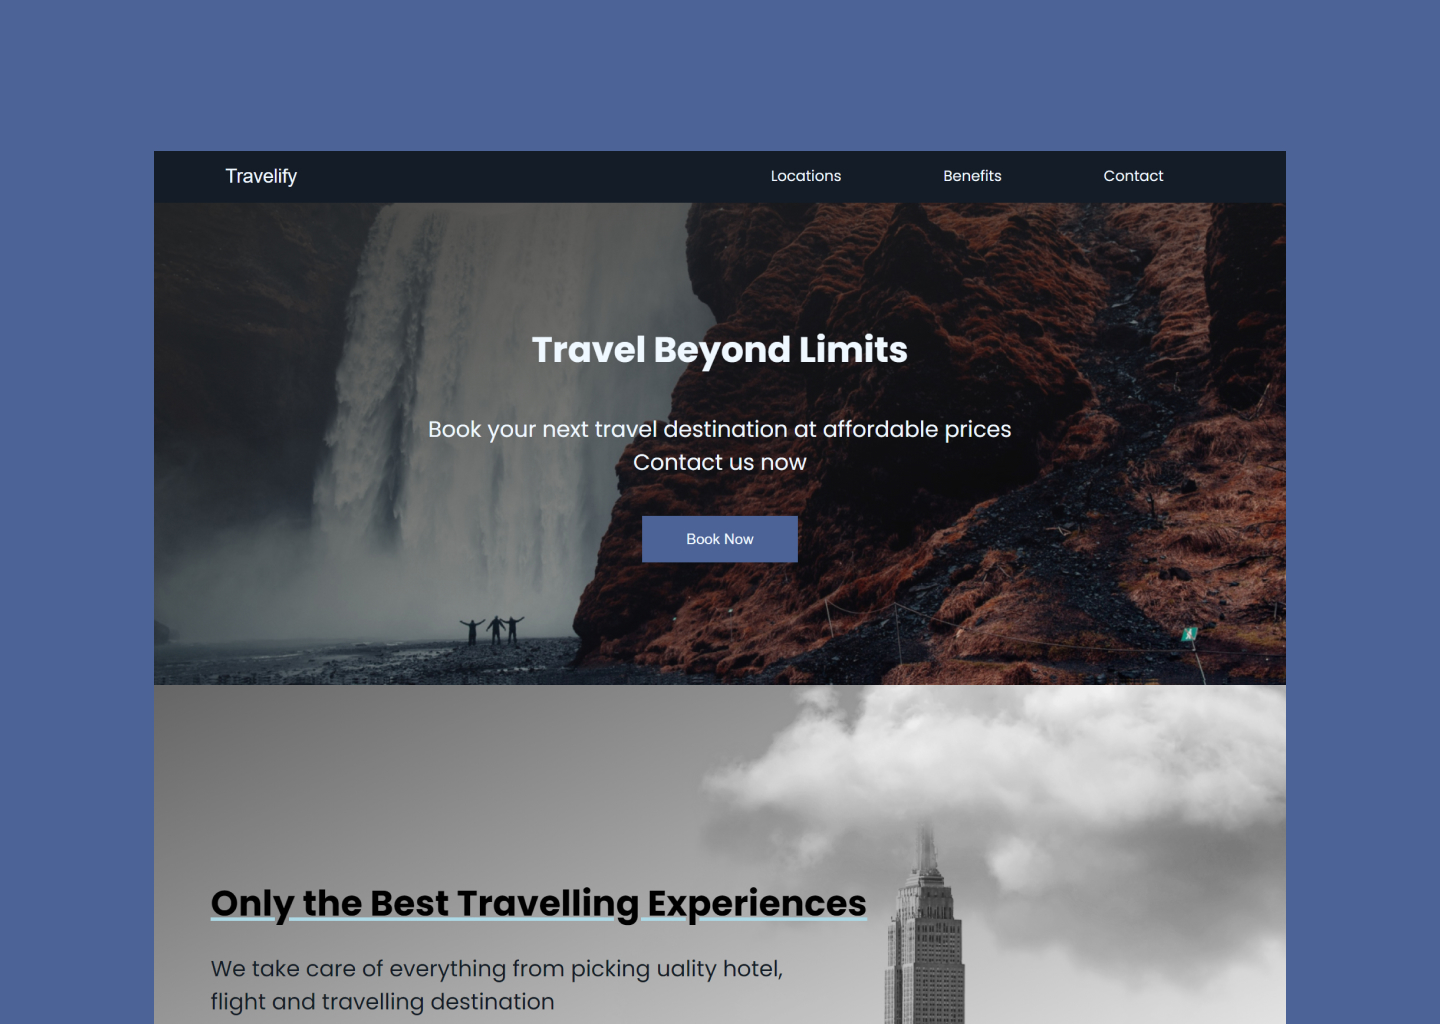 Travelify
Locations
Benefits
Contact
Travel Beyond Limits
Book your next travel destination at affordable prices
Contact us now
Book Now
Only the Best Travelling Experiences
We take care of everything from picking uality hotel,
flight and travelling destination